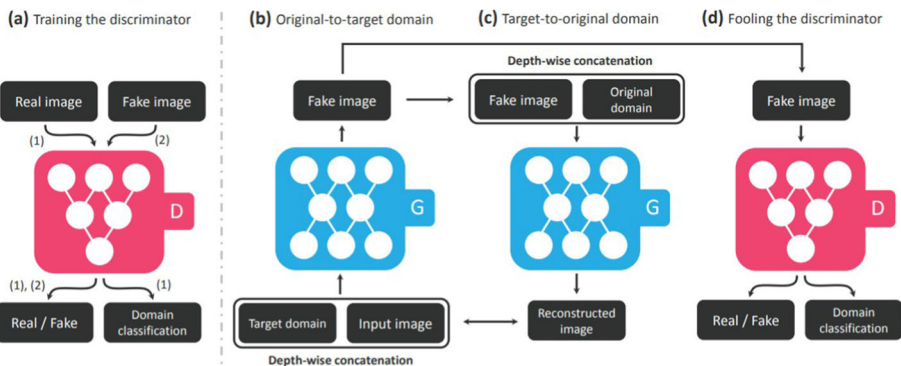 (a) Training the discriminator
Real image
Fake image
(1)
(2)
D
(1), (2)
(1)
Real / Fake
Domain
classification
(b) Original-to-target domain
Fake image
G
Target domain
Input image
Depth-wise concatenation
(c) Target-to-original domain
Depth-wise concatenation
Fake image
Original
domain
G
Reconstructed
image
(d) Fooling the discriminator
Fake image
D
Real / Fake
Domain
classification